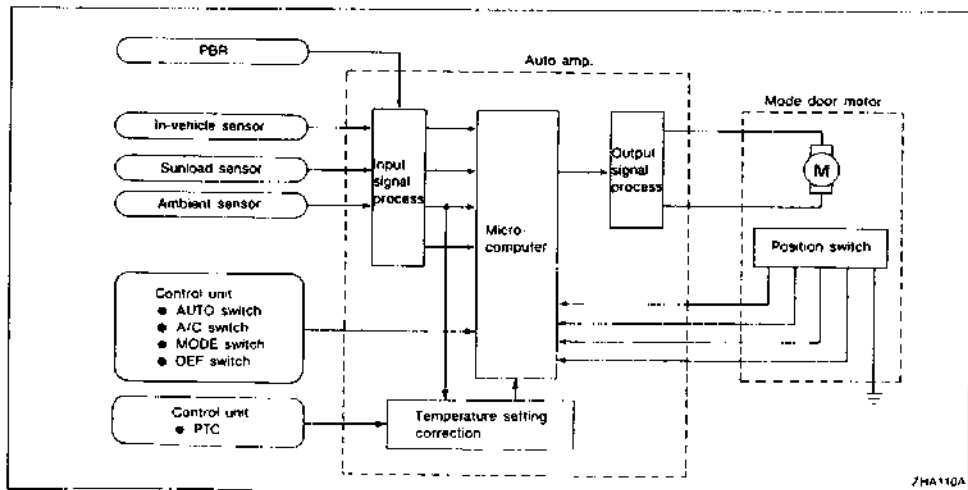 PBR
Auto amp.
In-vehicle sensor
Sunload sensor
Ambient sensor
Input
signal
process
Micro-
computer
Output
signal
process
Mode door motor
M
Position switch
Control unit
● AUTO switch
● A/C switch
● MODE switch
● DEF switch
Control unit
● PTC
Temperature setting
correction
ZHA110A